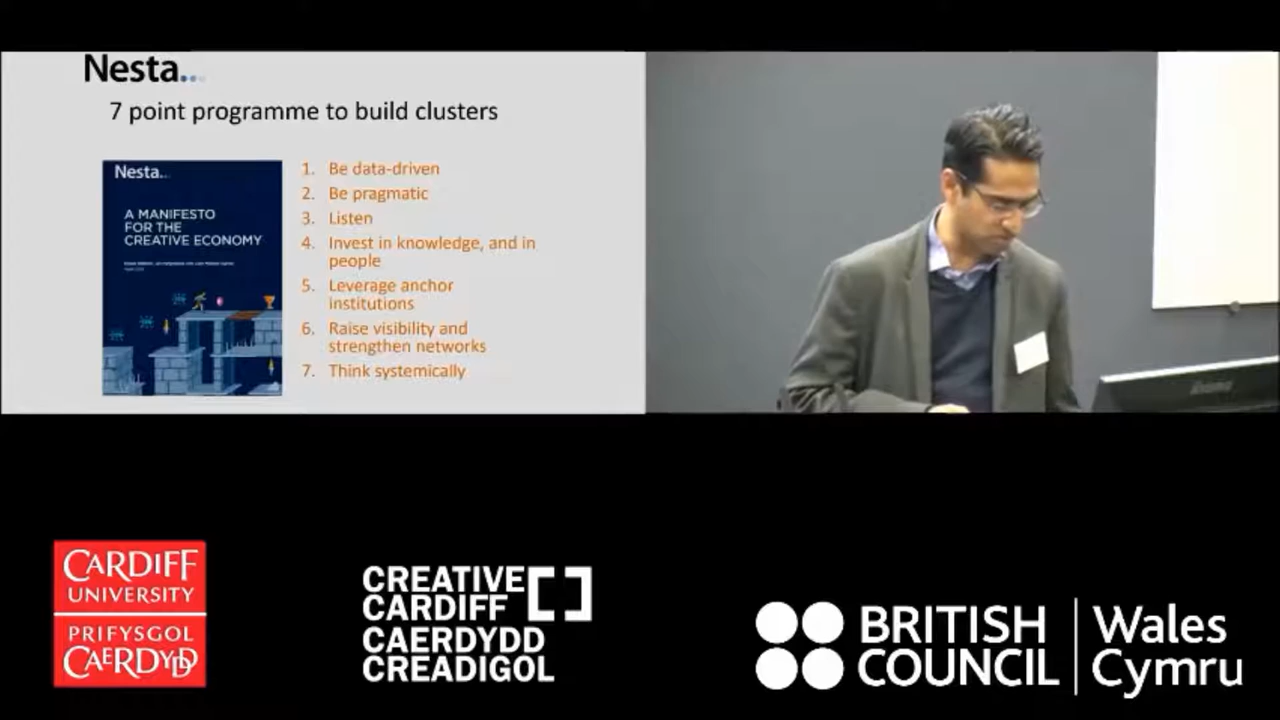 Nesta...
7 point programme to build clusters
Nesta...
A MANIFESTO
FOR THE
CREATIVE ECONOMY
1. Be data-driven
2. Be pragmatic
3. Listen
4. Invest in knowledge, and in
people
5. Leverage anchor
institutions
6. Raise visibility and
strengthen networks
7. Think systemically
CARDIFF
UNIVERSITY
PRIFYSGOL
CAERDYDD
CREATIVE
CARDIFF
CAERDYDD
CREADIGOL
BRITISH
COUNCIL
Wales
Cymru